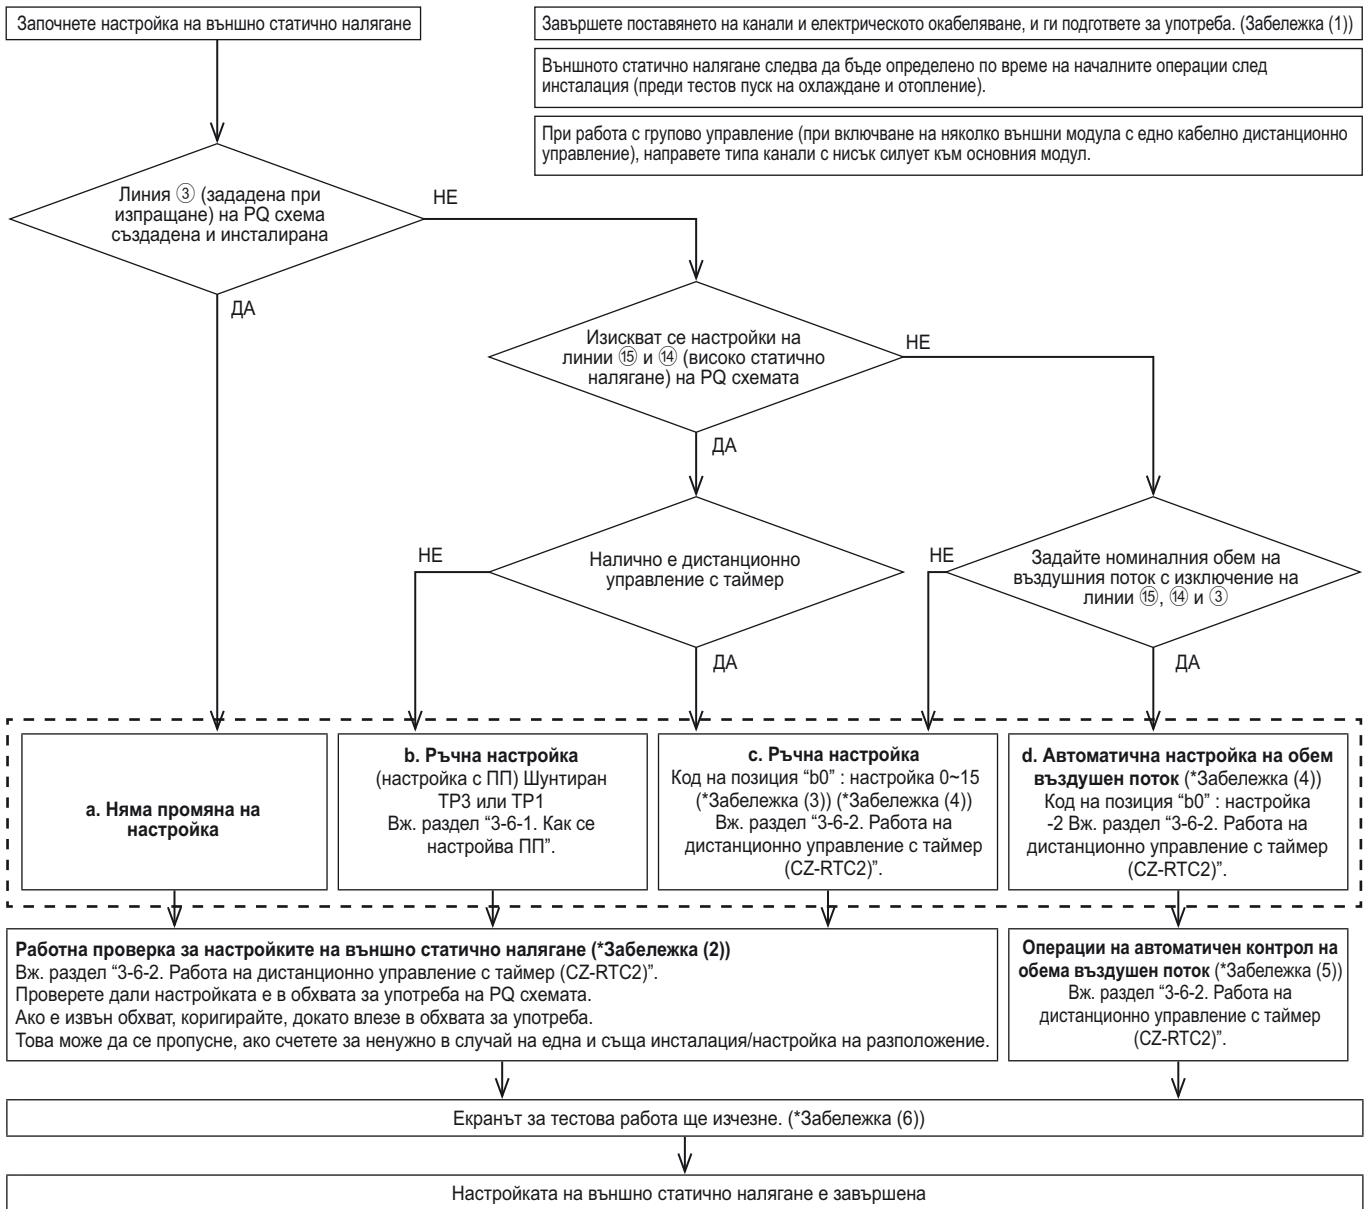 Започнете настройка на външно статично налягане
Завършете поставянето на канали и електрическото окабеляване, и ги подгответе за употреба. (Забележка (1))
Външното статично налягане следва да бъде определено по време на началните операции след
инсталация (преди тестов пуск на охлаждане и отопление).
При работа с групово управление (при включване на няколко външни модула с едно кабелно дистанционно
управление), направете типа канали с нисък силует към основния модул.
Линия ③ (зададена при
изпращане) на PQ схема
създадена и инсталирана
НЕ
ДА
Изискват се настройки на
линии ⑮ и ⑭ (високо статично
налягане) на PQ схемата
НЕ
ДА
Налично е дистанционно
управление с таймер
НЕ
ДА
Задайте номиналния обем на
въздушния поток с изключение на
линии ⑮, ⑭ и ③
НЕ
ДА
a. Няма промяна на
настройка
b. Ръчна настройка
(настройка с ПП) Шунтиран
TP3 или TP1
Вж. раздел “3-6-1. Как се
настройва ПП”.
c. Ръчна настройка
Код на позиция “b0” : настройка 0~15
(*Забележка (3)) (*Забележка (4))
Вж. раздел “3-6-2. Работа на
дистанционно управление с таймер
(CZ-RTC2)”.
d. Автоматична настройка на обем
въздушен поток (*Забележка (4))
Код на позиция “b0” : настройка
-2 Вж. раздел “3-6-2. Работа на
дистанционно управление с таймер
(CZ-RTC2)”.
Работна проверка за настройките на външно статично налягане (*Забележка (2))
Вж. раздел “3-6-2. Работа на дистанционно управление с таймер (CZ-RTC2)”.
Проверете дали настройката е в обхвата за употреба на PQ схемата.
Ако е извън обхват, коригирайте, докато влезе в обхвата за употреба.
Това може да се пропусне, ако счетете за ненужно в случай на една и съща инсталация/настройка на разположение.
Операции на автоматичен контрол на
обема въздушен поток (*Забележка (5))
Вж. раздел “3-6-2. Работа на
дистанционно управление с таймер
(CZ-RTC2)”.
Екранът за тестова работа ще изчезне. (*Забележка (6))
Настройката на външно статично налягане е завършена